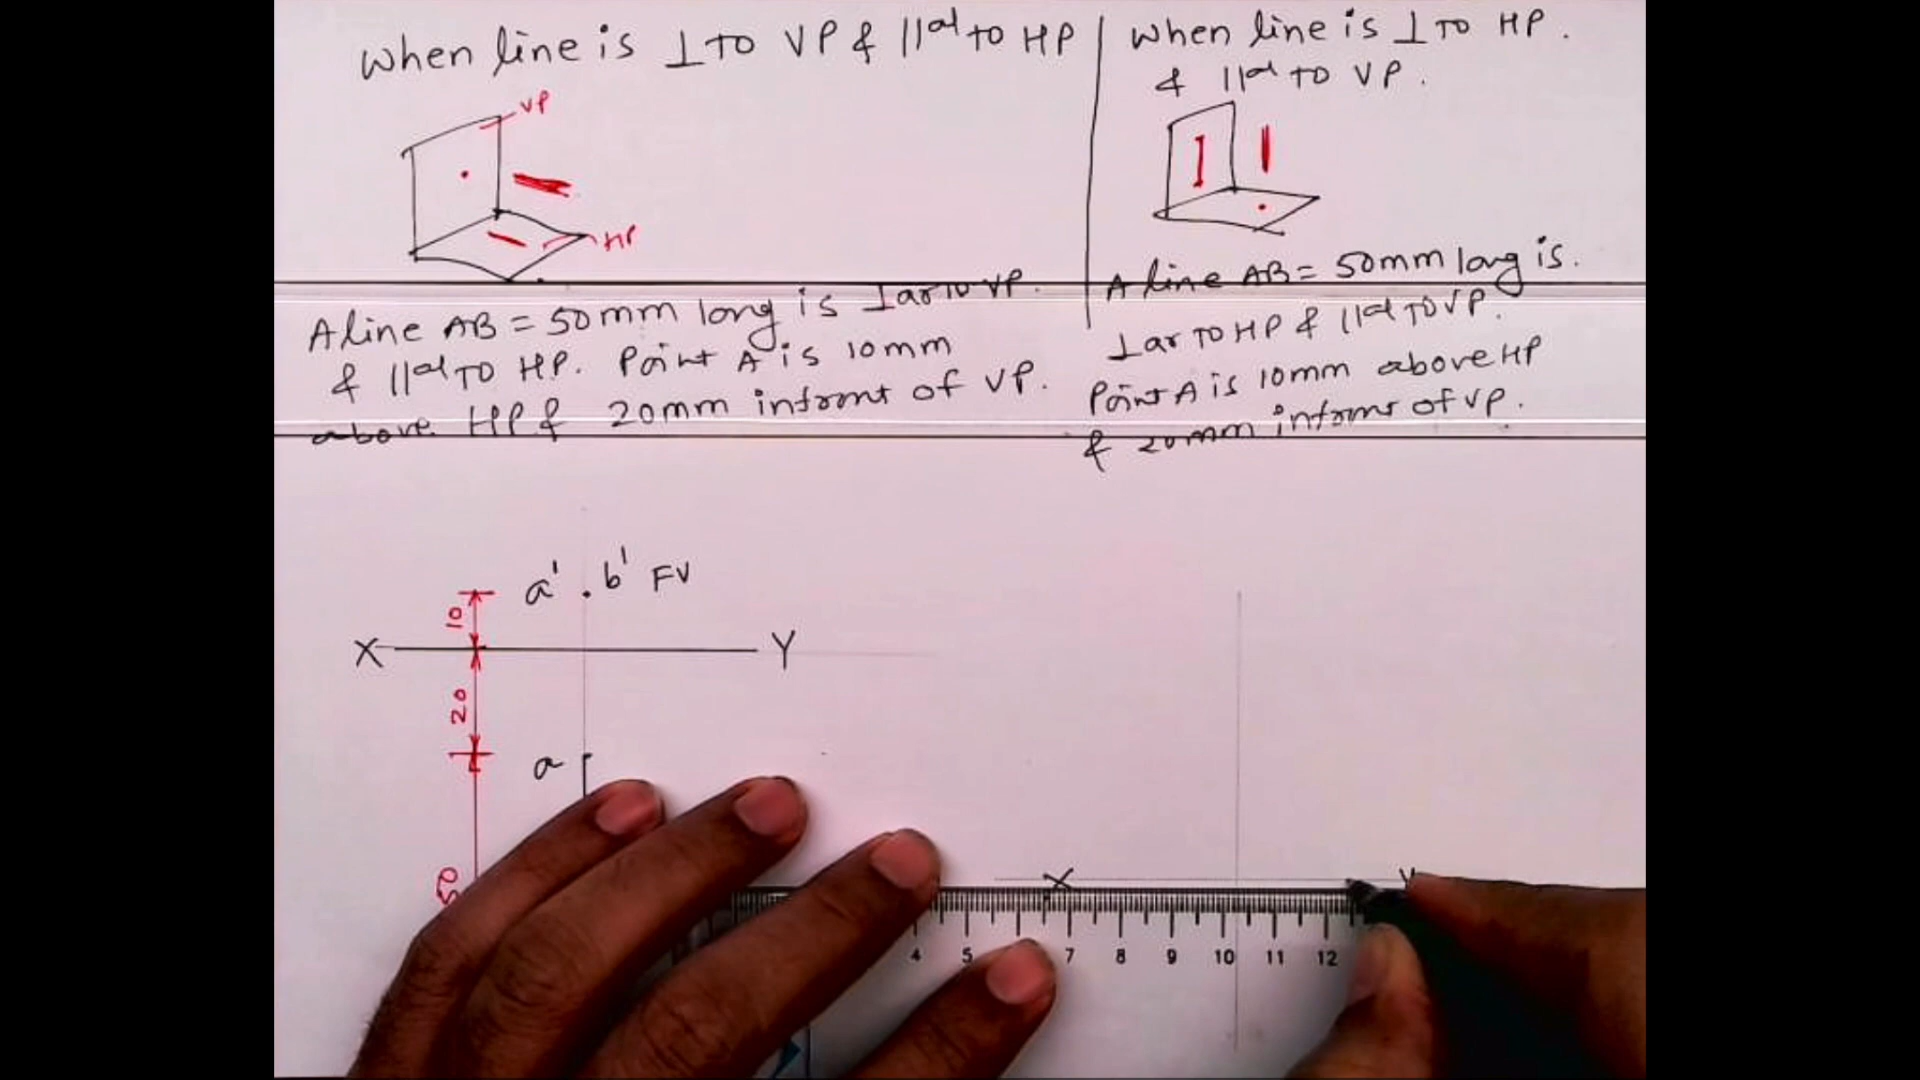 when line is ⊥ TO VP & ||al to HP
VP
HP
A line AB = 50mm long is ⊥ar to VP.
& ||al TO HP. Point A is 10mm
above HP & 20mm infront of VP.
when line is ⊥ TO HP.
& ||al TO VP.
A line AB = 50mm long is.
⊥ar TO HP & ||al TO VP.
Point A is 10mm above HP
& 20mm infront of VP.
a' b' FV
10
X Y
20
a
50
X Y
4 5 7 8 9 10 11 12